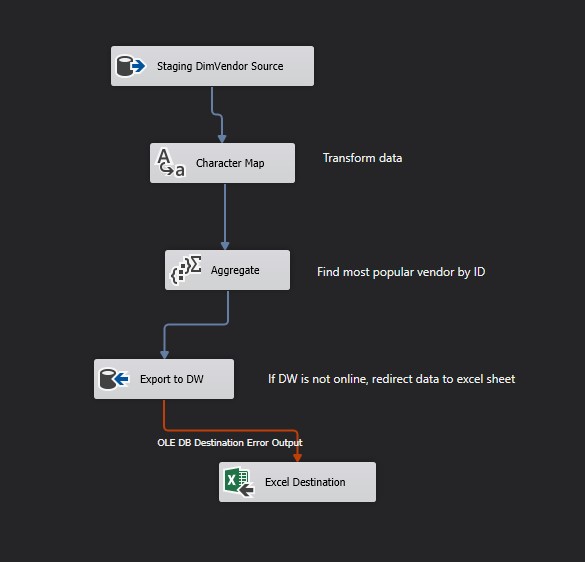 Staging DimVendor Source
Character Map
Transform data
Aggregate
Find most popular vendor by ID
Export to DW
If DW is not online, redirect data to excel sheet
OLE DB Destination Error Output
Excel Destination